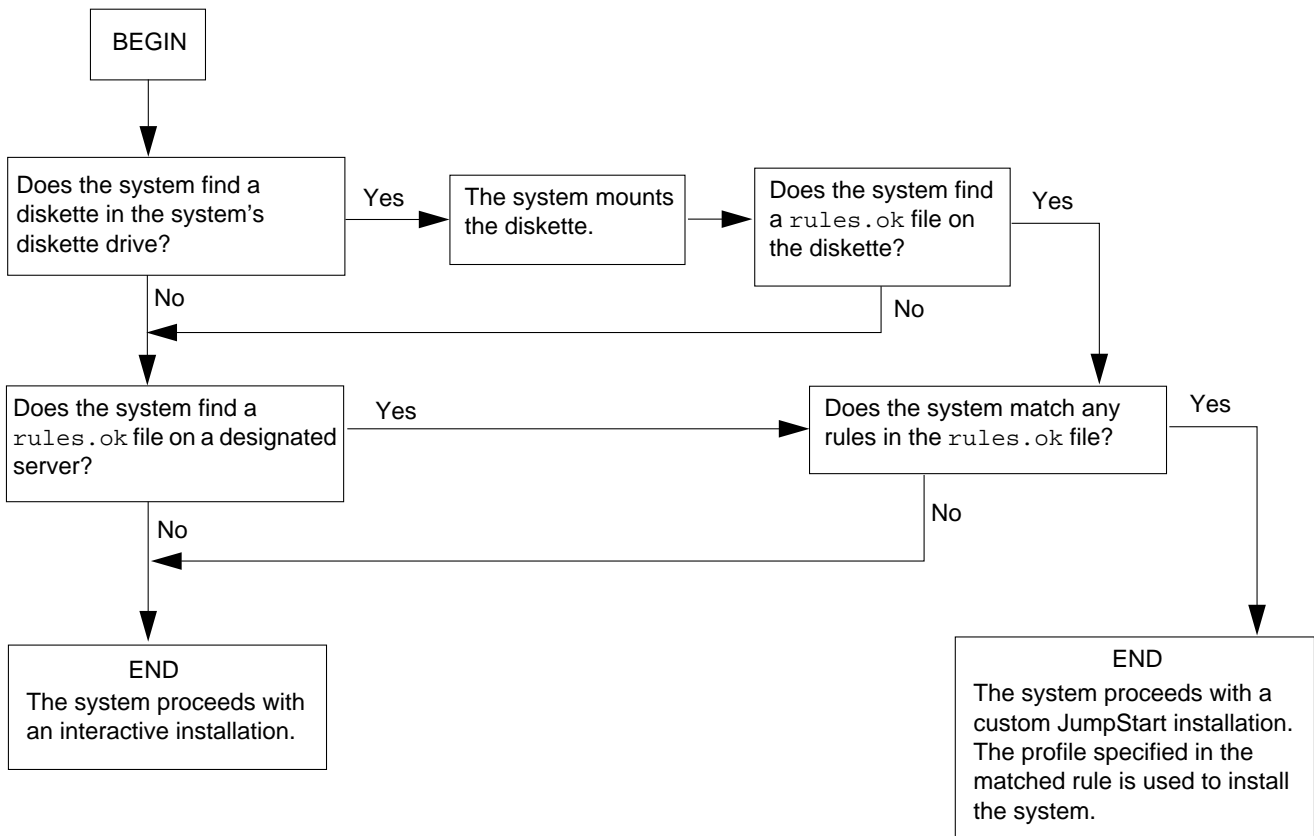 BEGIN
Does the system find a
diskette in the system's
diskette drive?
Yes
The system mounts
the diskette.
Does the system find
a rules.ok file on
the diskette?
Yes
No
No
Does the system find a
rules.ok file on a designated
server?
Yes
Does the system match any
rules in the rules.ok file?
Yes
No
No
END
The system proceeds with
an interactive installation.
END
The system proceeds with a
custom JumpStart installation.
The profile specified in the
matched rule is used to install
the system.